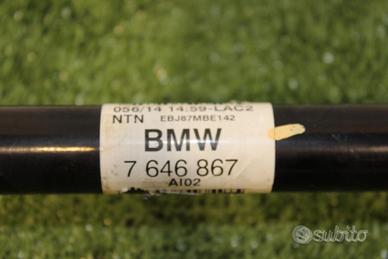 056/14 14:59-LAC2
NTN EBJ87MBE142
BMW
7 646 867
AI02
subito